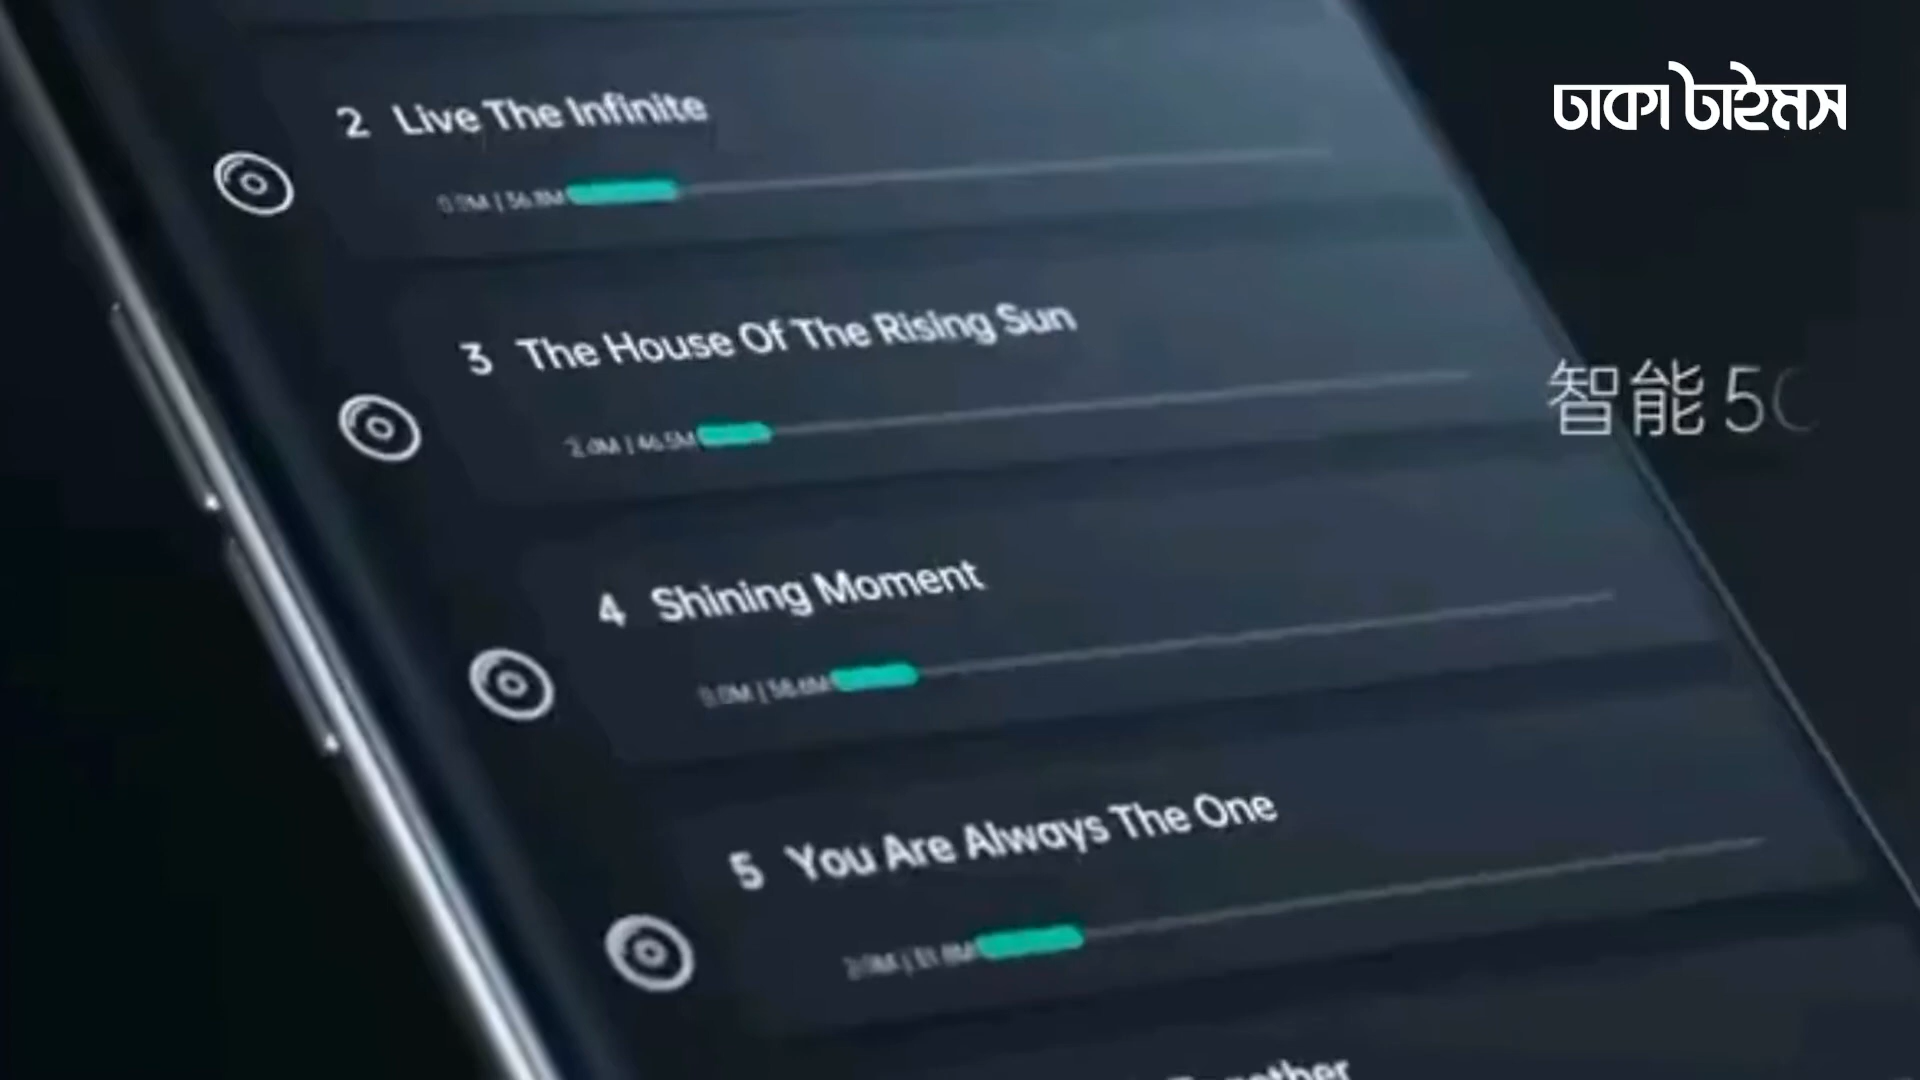 ঢাকা টাইমস
2 Live The Infinite
3 The House Of The Rising Sun
智能 5
4 Shining Moment
5 You Are Always The One